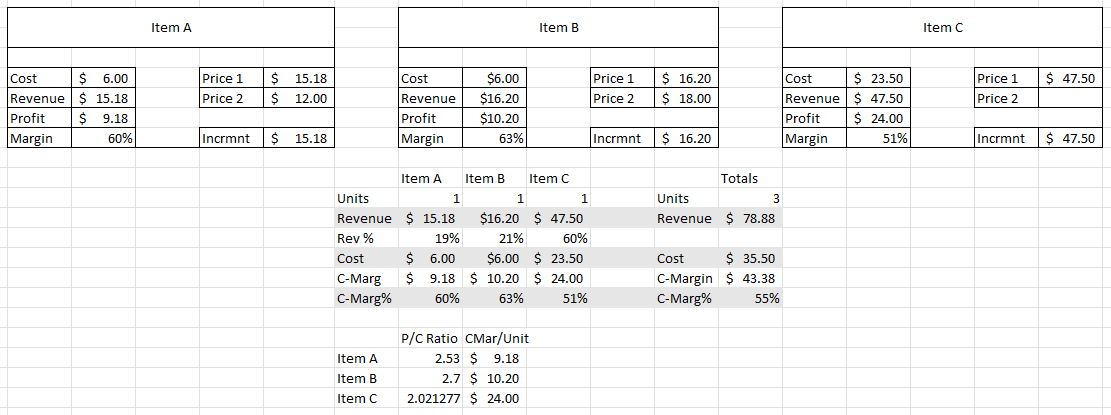 Item A Item B Item C
Cost $ 6.00 Price 1 $ 15.18 Cost $6.00 Price 1 $ 16.20 Cost $ 23.50 Price 1 $ 47.50
Revenue $ 15.18 Price 2 $ 12.00 Revenue $16.20 Price 2 $ 18.00 Revenue $ 47.50 Price 2
Profit $ 9.18 Profit $10.20 Profit $ 24.00
Margin 60% Incrmnt $ 15.18 Margin 63% Incrmnt $ 16.20 Margin 51% Incrmnt $ 47.50
Item A Item B Item C Totals
Units 1 1 1 Units 3
Revenue $ 15.18 $16.20 $ 47.50 Revenue $ 78.88
Rev % 19% 21% 60%
Cost $ 6.00 $6.00 $ 23.50 Cost $ 35.50
C-Marg $ 9.18 $ 10.20 $ 24.00 C-Margin $ 43.38
C-Marg% 60% 63% 51% C-Marg% 55%
P/C Ratio CMar/Unit
Item A 2.53 $ 9.18
Item B 2.7 $ 10.20
Item C 2.021277 $ 24.00